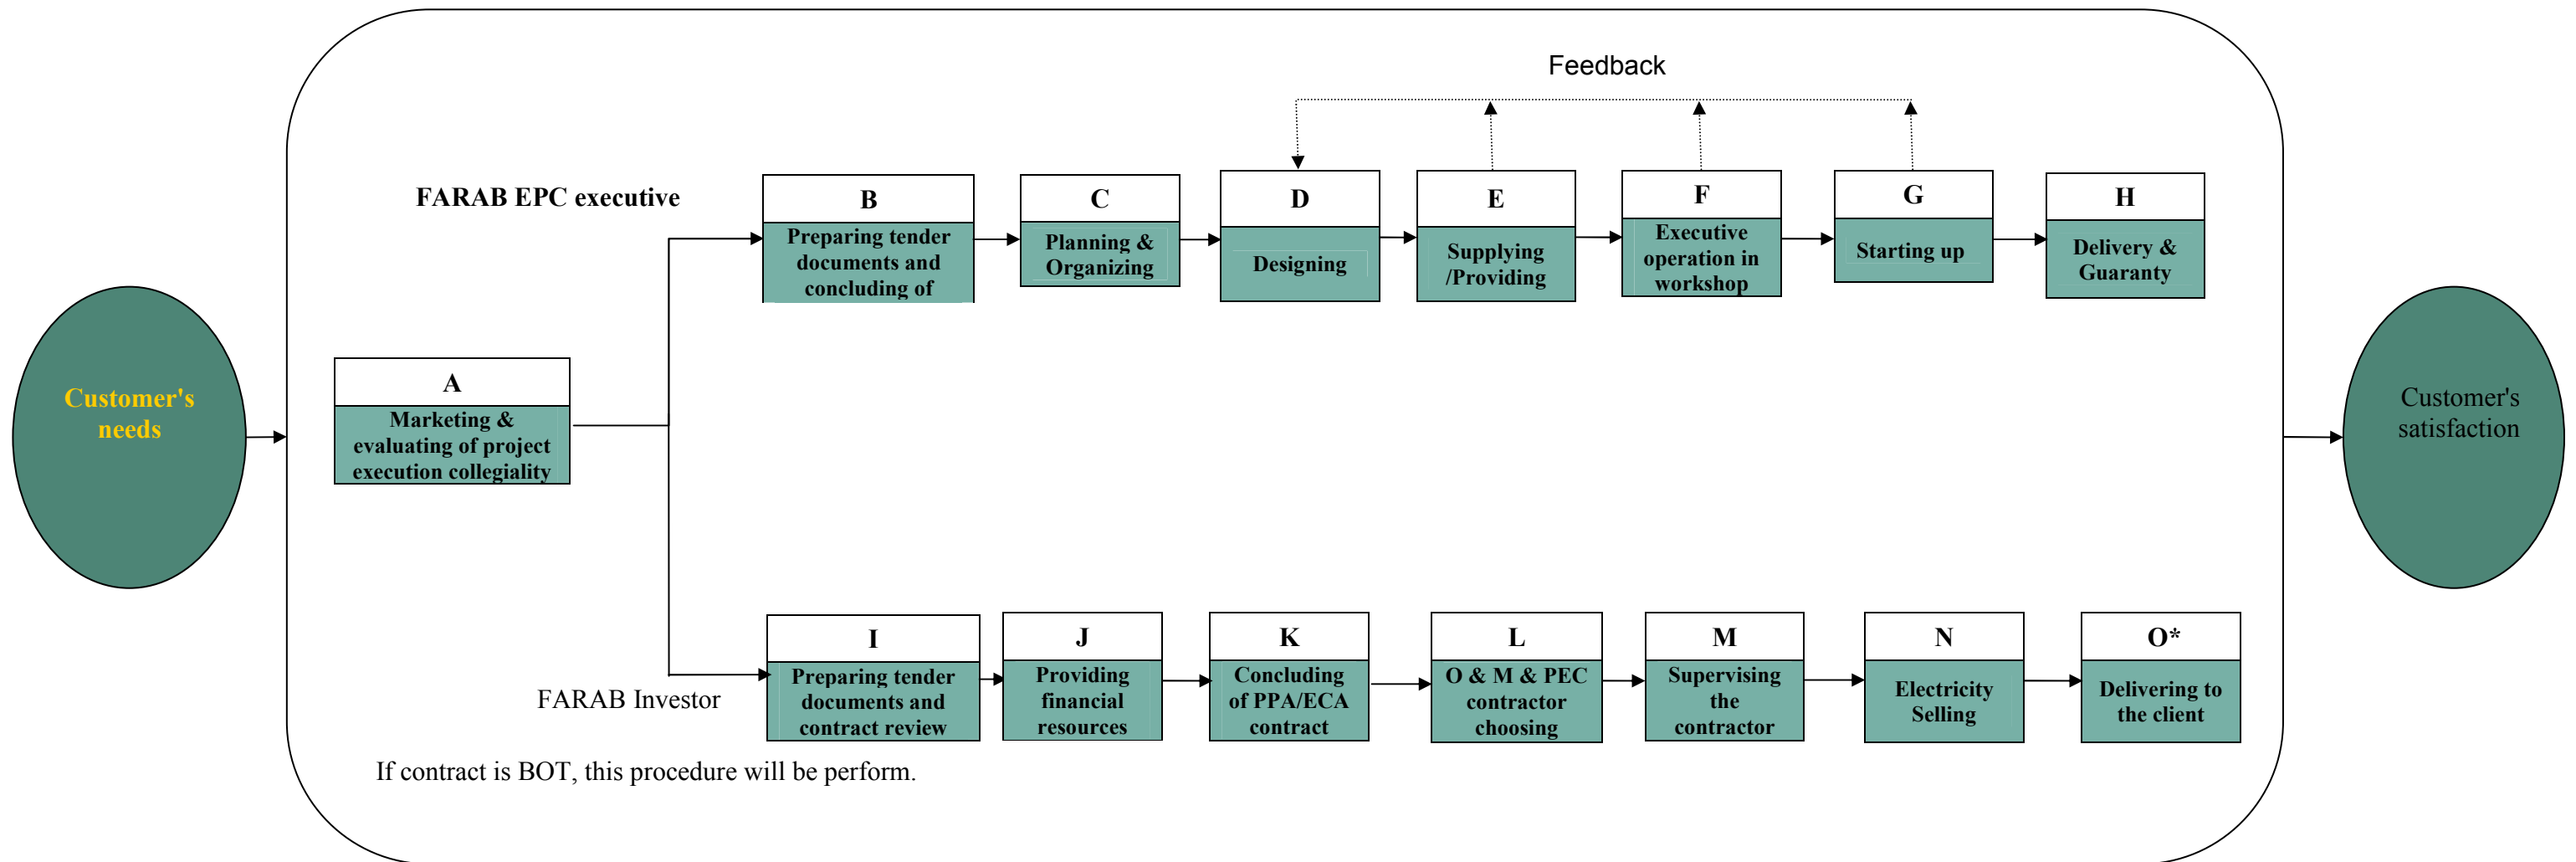 Feedback
FARAB EPC executive
B
Preparing tender
documents and
concluding of
C
Planning &
Organizing
D
Designing
E
Supplying
/Providing
F
Executive
operation in
workshop
G
Starting up
H
Delivery &
Guaranty
Customer's
needs
A
Marketing &
evaluating of project
execution collegiality
Customer's
satisfaction
FARAB Investor
I
Preparing tender
documents and
contract review
J
Providing
financial
resources
K
Concluding
of PPA/ECA
contract
L
O & M & PEC
contractor
choosing
M
Supervising
the
contractor
N
Electricity
Selling
O*
Delivering to
the client
If contract is BOT, this procedure will be perform.